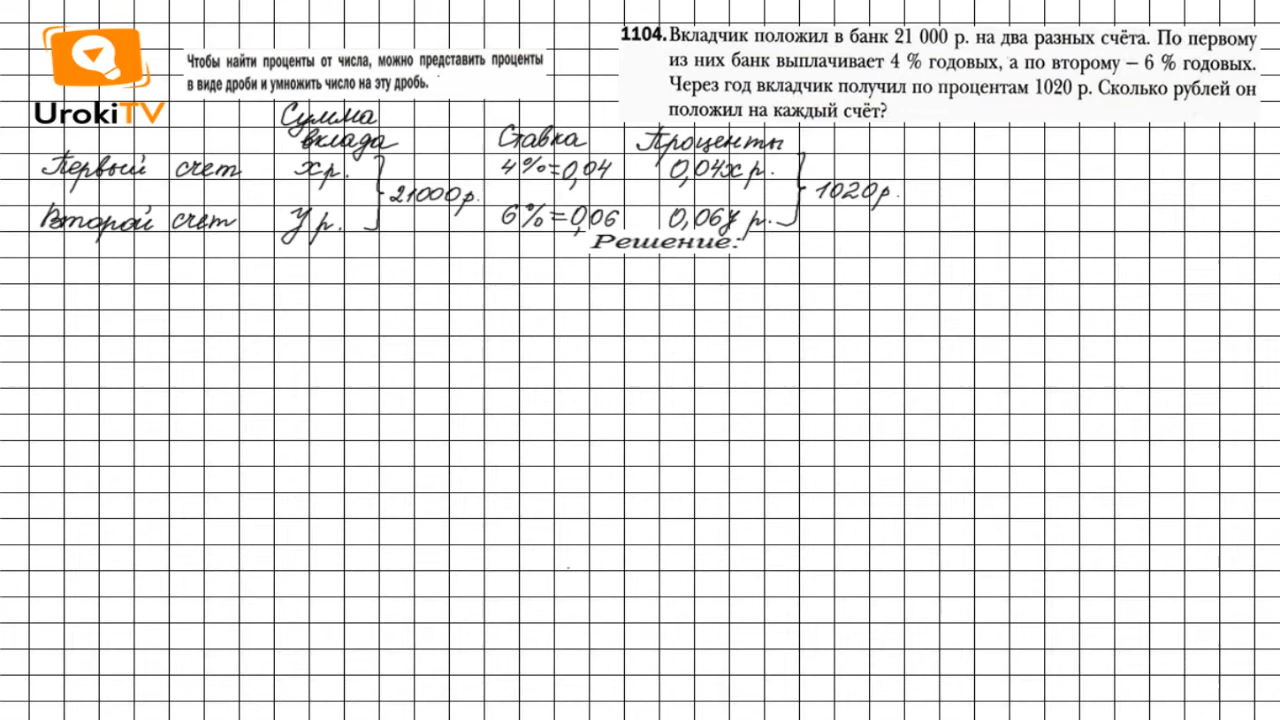 UrokiTV
Чтобы найти проценты от числа, можно представить проценты
в виде дроби и умножить число на эту дробь.
1104. Вкладчик положил в банк 21 000 р. на два разных счёта. По первому
из них банк выплачивает 4 % годовых, а по второму – 6 % годовых.
Через год вкладчик получил по процентам 1020 р. Сколько рублей он
положил на каждый счёт?
Сумма
вклада Ставка Проценты
Первый счет x р. 4%=0,04 0,04x р.
21000 р. 1020 р.
Второй счет y р. 6%=0,06 0,06y р.
Решение: